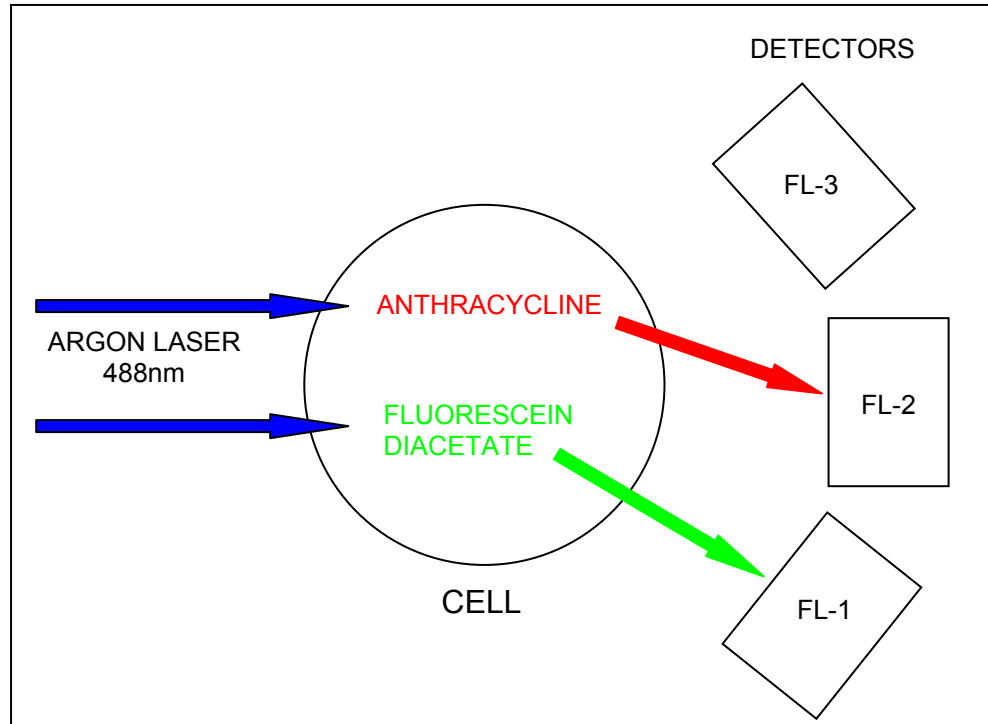 DETECTORS
FL-3
ANTHRACYCLINE
ARGON LASER
488nm
FL-2
FLUORESCEIN
DIACETATE
CELL
FL-1